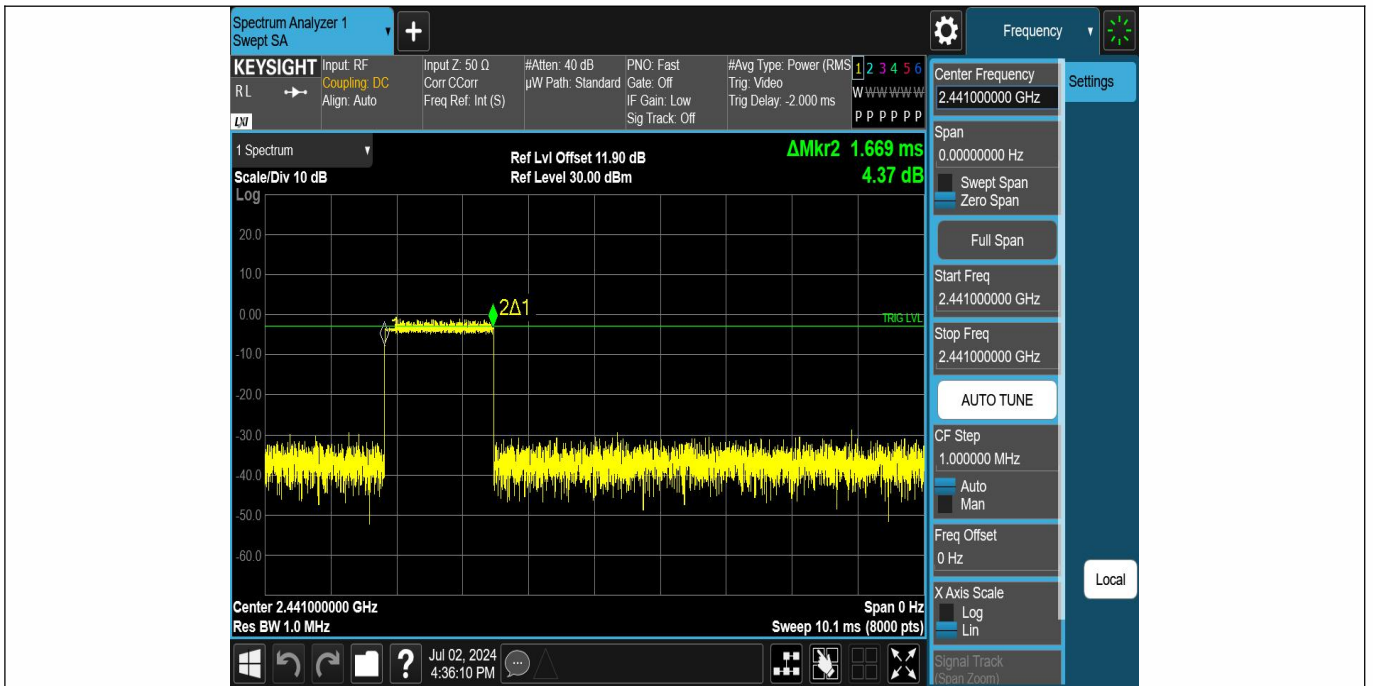 Spectrum Analyzer 1
Swept SA
+
Frequency
KEYSIGHT
RL
LXI
Input: RF
Coupling: DC
Align: Auto
Input Z: 50 Ω
Corr CCorr
Freq Ref: Int (S)
#Atten: 40 dB
µW Path: Standard
PNO: Fast
Gate: Off
IF Gain: Low
Sig Track: Off
#Avg Type: Power (RMS
Trig: Video
Trig Delay: -2.000 ms
1 2 3 4 5 6
W W W W W W
P P P P P P
Center Frequency
2.441000000 GHz
Settings
1 Spectrum
Scale/Div 10 dB
Log
Ref Lvl Offset 11.90 dB
Ref Level 30.00 dBm
ΔMkr2 1.669 ms
4.37 dB
Span
0.00000000 Hz
Swept Span
Zero Span
Full Span
Start Freq
2.441000000 GHz
Stop Freq
2.441000000 GHz
AUTO TUNE
CF Step
1.000000 MHz
Auto
Man
Freq Offset
0 Hz
X Axis Scale
Log
Lin
Signal Track
(Span Zoom)
Local
20.0
10.0
0.00
-10.0
-20.0
-30.0
-40.0
-50.0
-60.0
1
2Δ1
TRIG LVL
Center 2.441000000 GHz
Res BW 1.0 MHz
Span 0 Hz
Sweep 10.1 ms (8000 pts)
?
Jul 02, 2024
4:36:10 PM